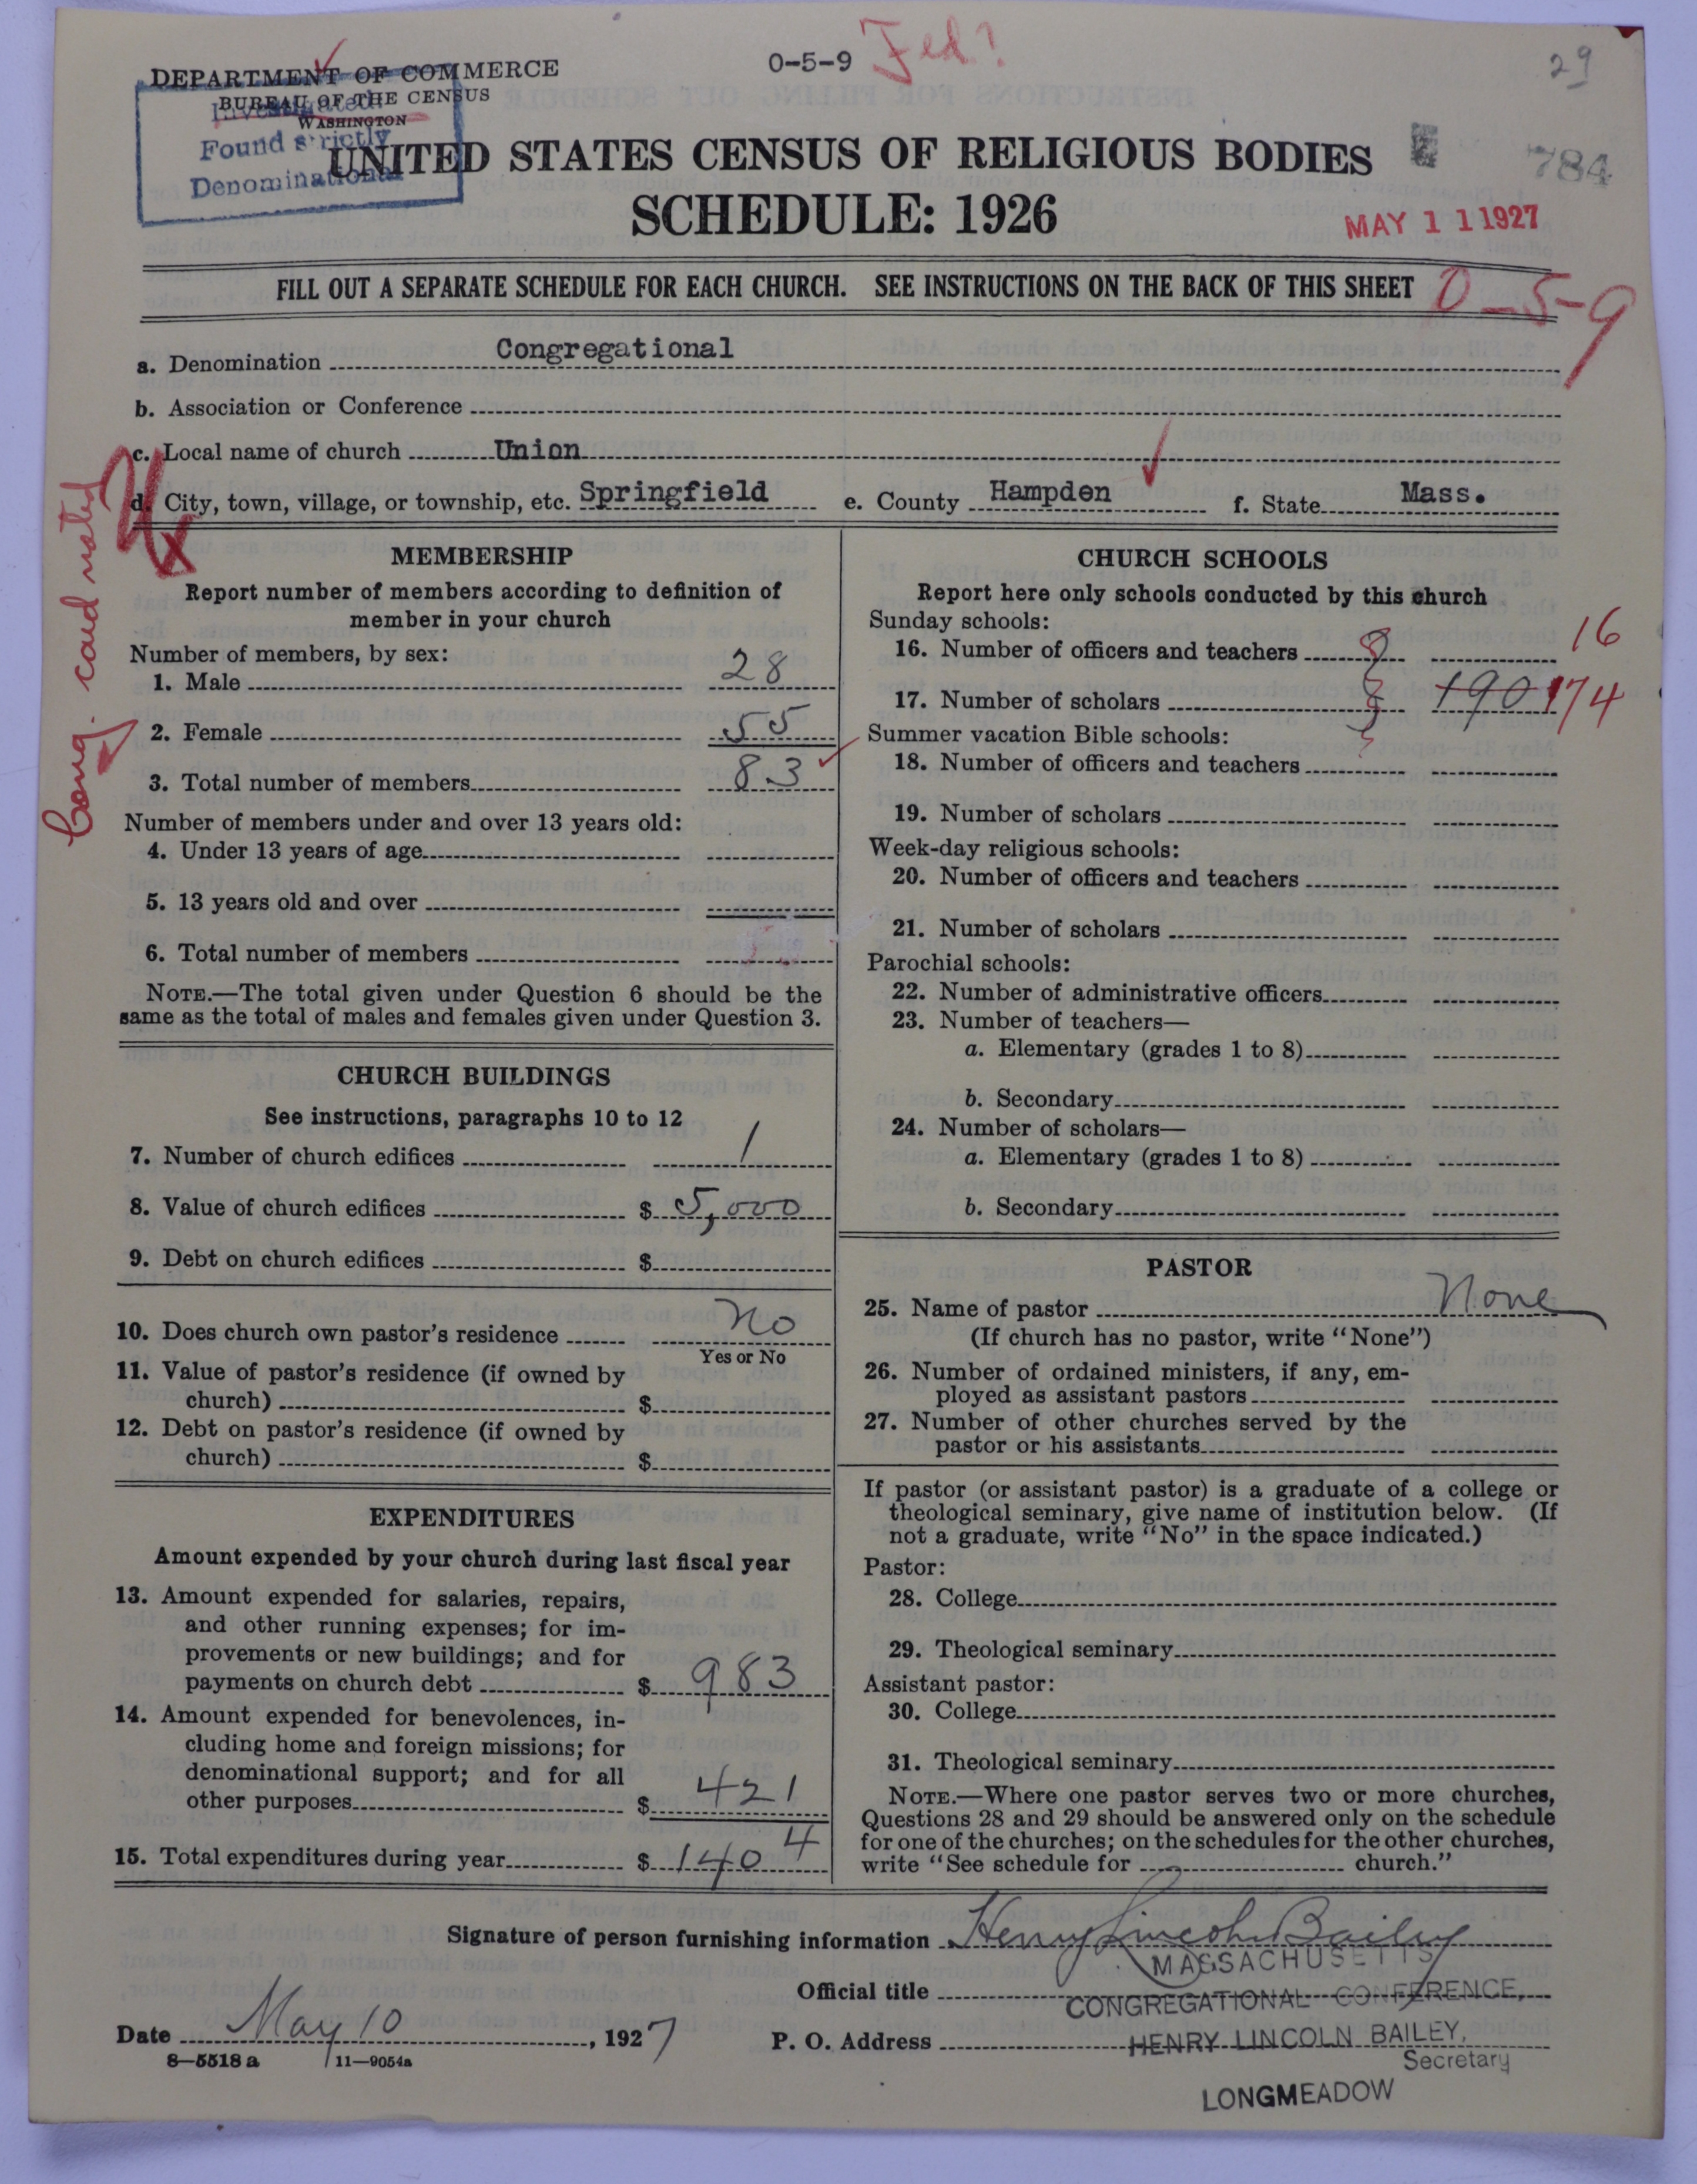 0-5-9 Fed?
29
DEPARTMENT OF COMMERCE
BUREAU OF THE CENSUS
WASHINGTON
Investigated
Found strictly
Denominational
UNITED STATES CENSUS OF RELIGIOUS BODIES
784
SCHEDULE: 1926
MAY 11 1927
FILL OUT A SEPARATE SCHEDULE FOR EACH CHURCH. SEE INSTRUCTIONS ON THE BACK OF THIS SHEET
0-5-9
a. Denomination Congregational
b. Association or Conference
c. Local name of church Union
d. City, town, village, or township, etc. Springfield e. County Hampden f. State Mass.
Cong. card noted
MEMBERSHIP
Report number of members according to definition of
member in your church
Number of members, by sex:
1. Male 28
2. Female 55
3. Total number of members 83
Number of members under and over 13 years old:
4. Under 13 years of age
5. 13 years old and over
6. Total number of members
NOTE.—The total given under Question 6 should be the
same as the total of males and females given under Question 3.
CHURCH BUILDINGS
See instructions, paragraphs 10 to 12
7. Number of church edifices 1
8. Value of church edifices $ 5,000
9. Debt on church edifices $
10. Does church own pastor's residence No
Yes or No
11. Value of pastor's residence (if owned by
church) $
12. Debt on pastor's residence (if owned by
church) $
EXPENDITURES
Amount expended by your church during last fiscal year
13. Amount expended for salaries, repairs,
and other running expenses; for im-
provements or new buildings; and for
payments on church debt $ 983
14. Amount expended for benevolences, in-
cluding home and foreign missions; for
denominational support; and for all
other purposes $ 421
15. Total expenditures during year $ 1404
CHURCH SCHOOLS
Report here only schools conducted by this church
Sunday schools:
16. Number of officers and teachers 16
17. Number of scholars 190 174
Summer vacation Bible schools:
18. Number of officers and teachers
19. Number of scholars
Week-day religious schools:
20. Number of officers and teachers
21. Number of scholars
Parochial schools:
22. Number of administrative officers
23. Number of teachers—
a. Elementary (grades 1 to 8)
b. Secondary
24. Number of scholars—
a. Elementary (grades 1 to 8)
b. Secondary
PASTOR
25. Name of pastor None
(If church has no pastor, write "None")
26. Number of ordained ministers, if any, em-
ployed as assistant pastors
27. Number of other churches served by the
pastor or his assistants
If pastor (or assistant pastor) is a graduate of a college or
theological seminary, give name of institution below. (If
not a graduate, write "No" in the space indicated.)
Pastor:
28. College
29. Theological seminary
Assistant pastor:
30. College
31. Theological seminary
NOTE.—Where one pastor serves two or more churches,
Questions 28 and 29 should be answered only on the schedule
for one of the churches; on the schedules for the other churches,
write "See schedule for church."
Signature of person furnishing information Henry Lincoln Bailey
MASSACHUSETTS
Official title CONGREGATIONAL CONFERENCE,
Date May 10, 1927 P. O. Address HENRY LINCOLN BAILEY,
8—5518 a 11—9054a Secretary
LONGMEADOW